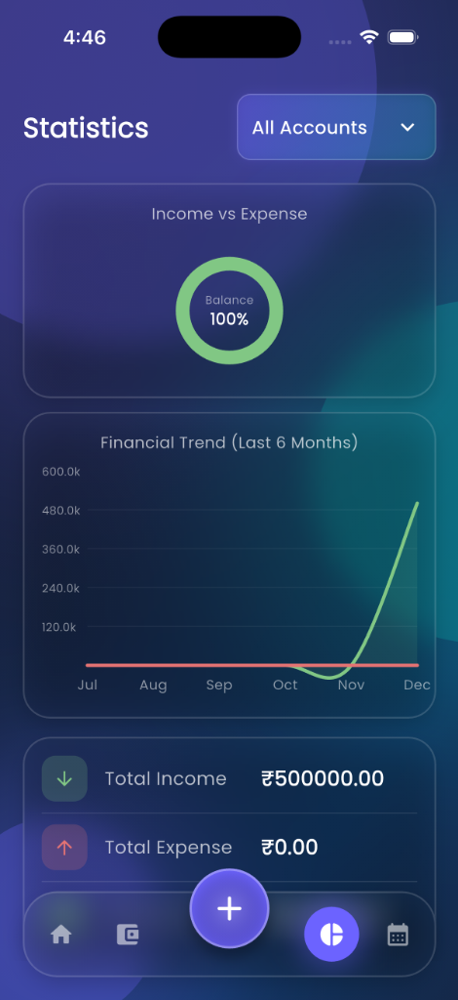 4:46
Statistics
All Accounts
Income vs Expense
Balance
100%
Financial Trend (Last 6 Months)
600.0k
480.0k
360.0k
240.0k
120.0k
Jul Aug Sep Oct Nov Dec
Total Income ₹500000.00
Total Expense ₹0.00